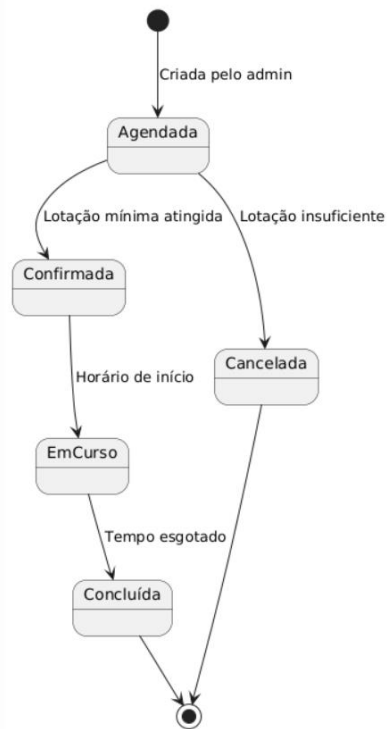 Criada pelo admin
Agendada
Lotação mínima atingida
Lotação insuficiente
Confirmada
Cancelada
Horário de início
EmCurso
Tempo esgotado
Concluída